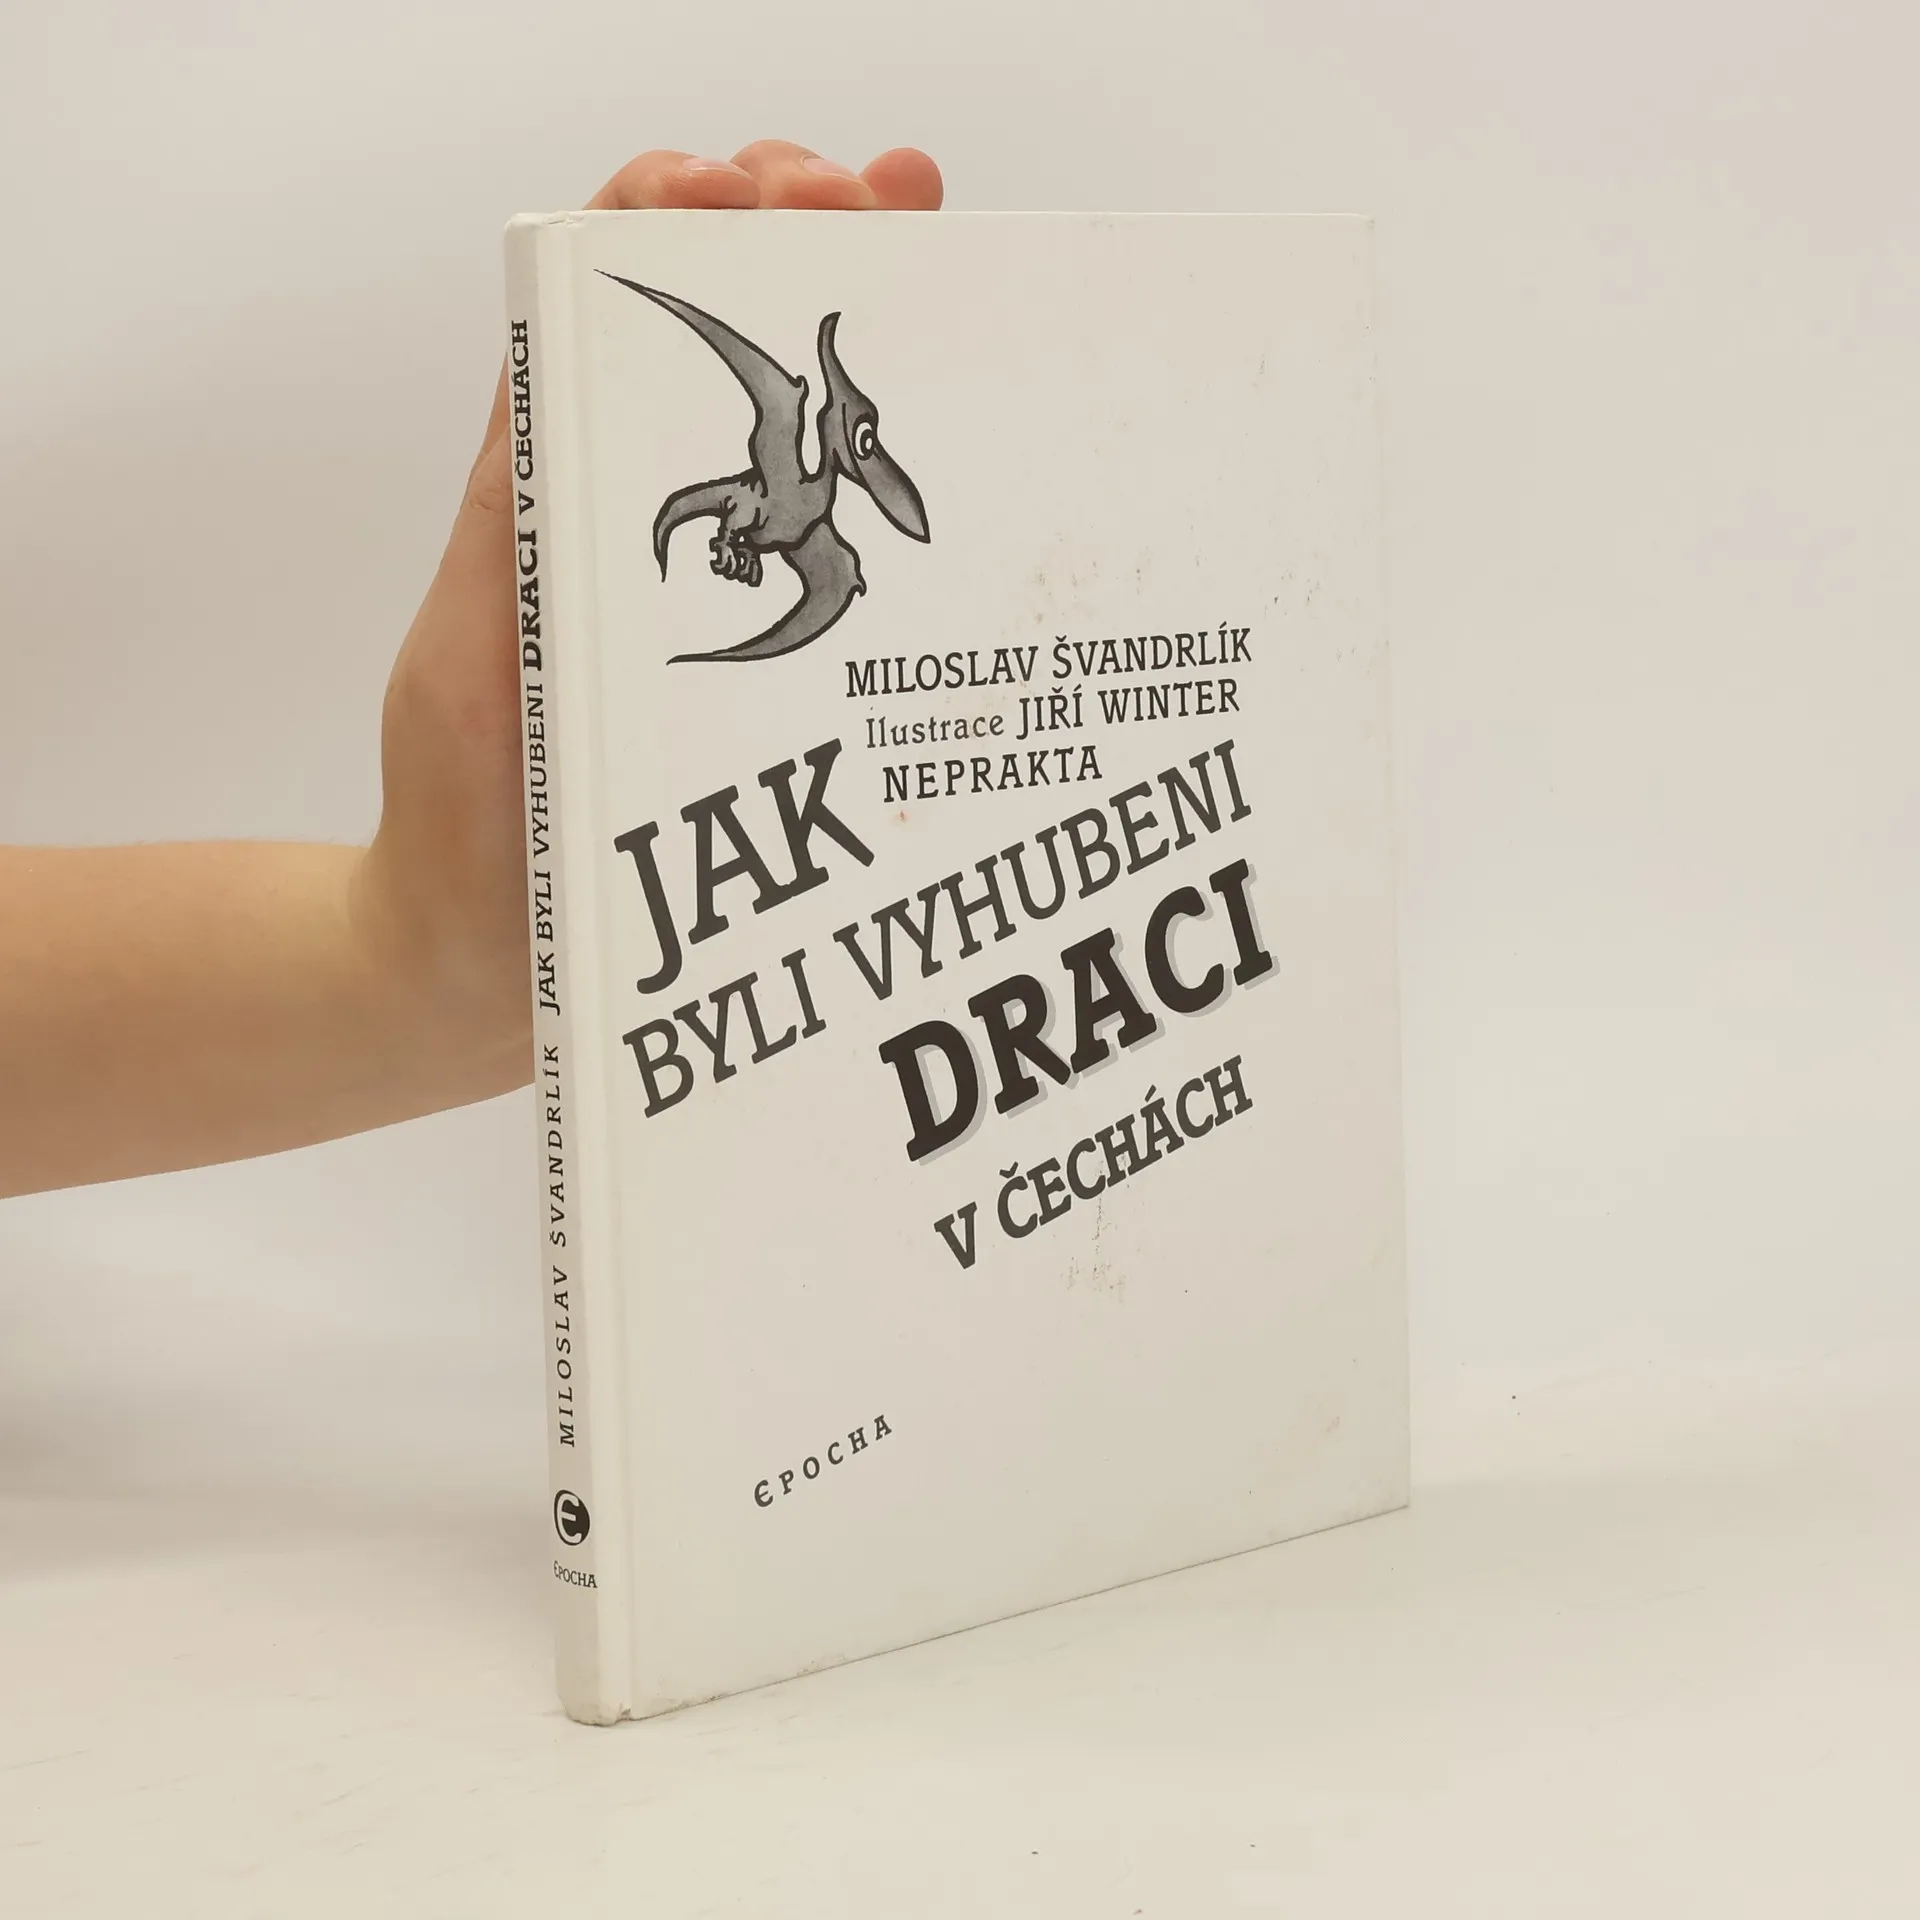 MILOSLAV ŠVANDRLÍK
Ilustrace JIŘÍ WINTER
NEPRAKTA
JAK
BYLI VYHUBENI
DRACI
V ČECHÁCH
EPOCHA
MILOSLAV ŠVANDRLÍK JAK BYLI VYHUBENI DRACI V ČECHÁCH
EPOCHA